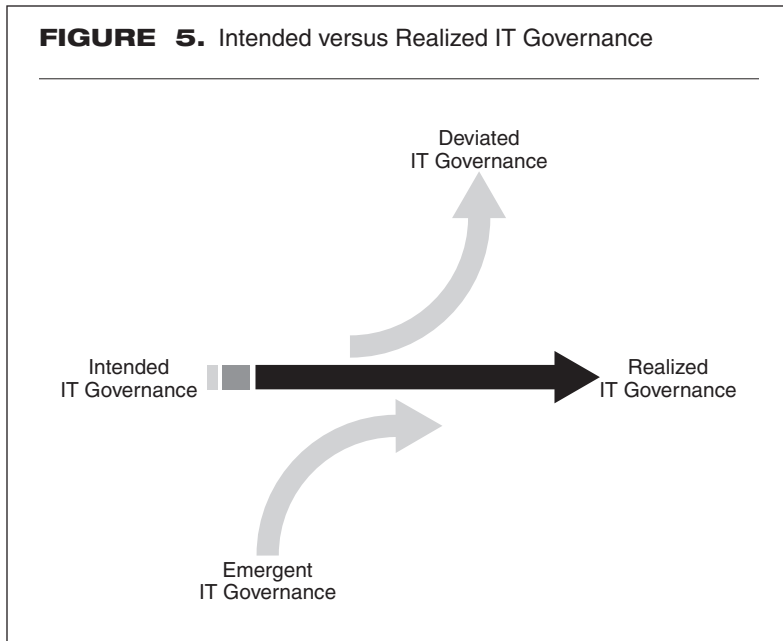 FIGURE 5. Intended versus Realized IT Governance
Deviated
IT Governance
Intended
IT Governance
Realized
IT Governance
Emergent
IT Governance